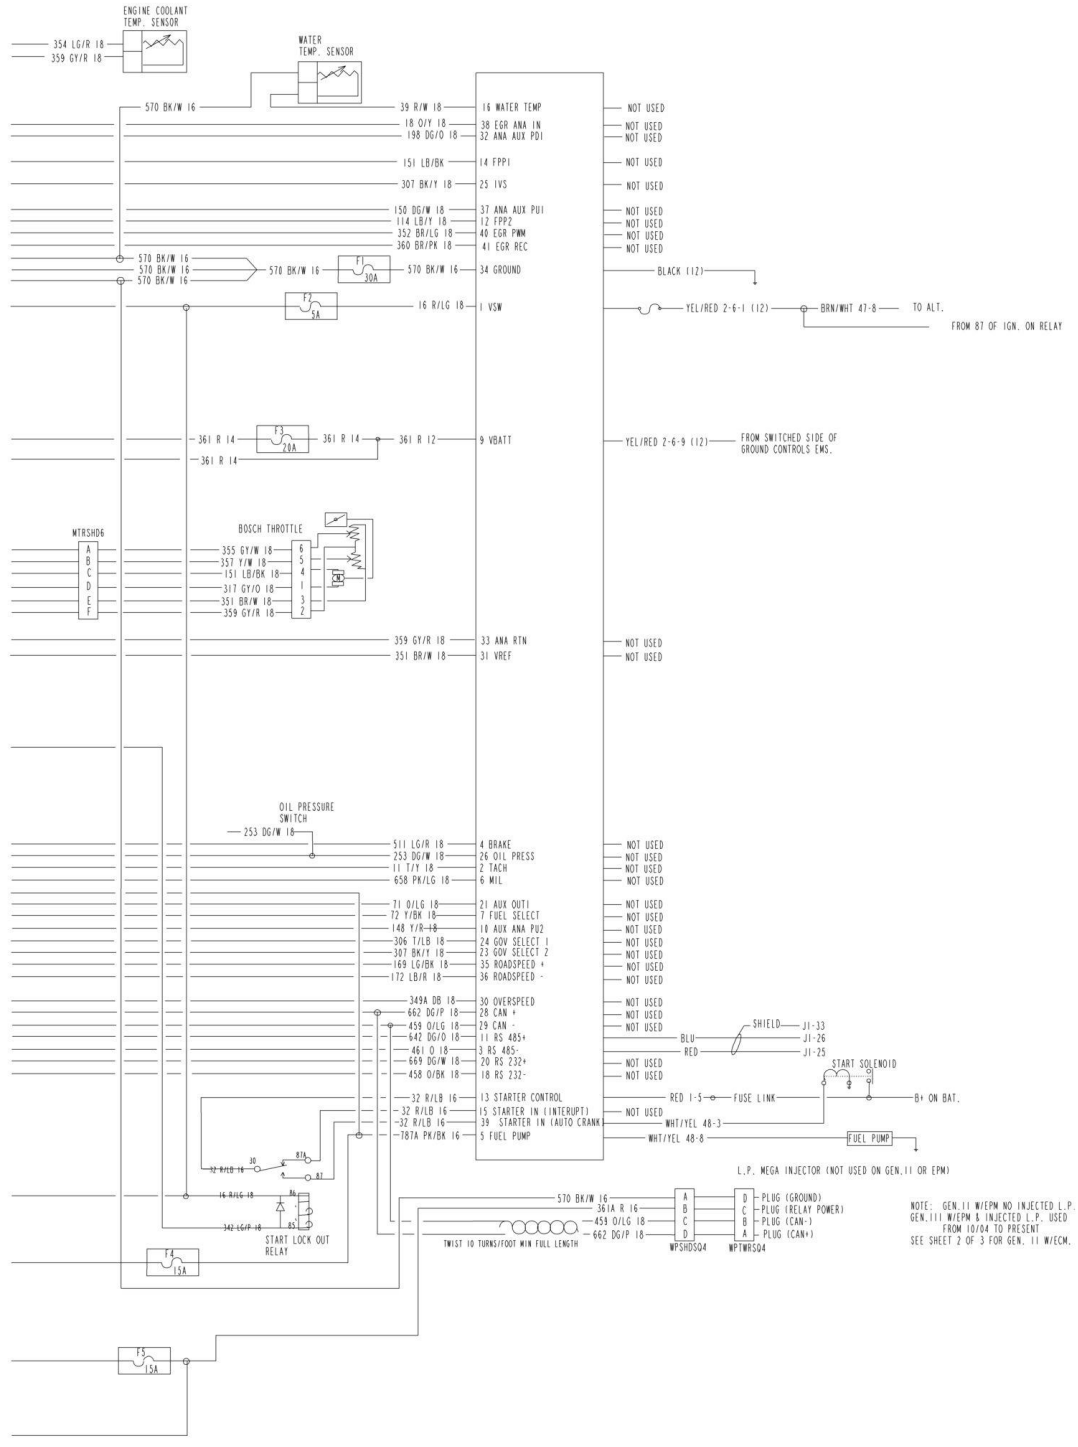 ENGINE COOLANT
TEMP. SENSOR
354 LG/R 18
359 GY/R 18
WATER
TEMP. SENSOR
570 BK/W 16
39 R/W 18 16 WATER TEMP NOT USED
18 O/Y 18 38 EGR ANA IN NOT USED
198 DG/O 18 32 ANA AUX PD1 NOT USED
151 LB/BK 14 FPP1 NOT USED
307 BK/Y 18 25 IVS NOT USED
150 DG/W 18 37 ANA AUX PU1 NOT USED
114 LB/Y 18 12 FPP2 NOT USED
352 BR/LG 18 40 EGR PWM NOT USED
360 BR/PK 18 41 EGR REC NOT USED
570 BK/W 16
570 BK/W 16
570 BK/W 16
570 BK/W 16 F1 30A 570 BK/W 16 34 GROUND BLACK (12)
F2 5A 16 R/LG 18 1 VSW YEL/RED 2-6-1 (12) BRN/WHT 47-8 TO ALT.
FROM 87 OF IGN. ON RELAY
361 R 14 F3 20A 361 R 14 361 R 12 9 VBATT YEL/RED 2-6-9 (12) FROM SWITCHED SIDE OF
GROUND CONTROLS EMS.
361 R 14
MTRSHD6
BOSCH THROTTLE
A 355 GY/W 18 6
B 357 Y/W 18 5
C 151 LB/BK 18 4
D 317 GY/O 18 1
E 351 BR/W 18 3
F 359 GY/R 18 2
M
359 GY/R 18 33 ANA RTN NOT USED
351 BR/W 18 31 VREF NOT USED
OIL PRESSURE
SWITCH
253 DG/W 18
511 LG/R 18 4 BRAKE NOT USED
253 DG/W 18 26 OIL PRESS NOT USED
11 T/Y 18 2 TACH NOT USED
658 PK/LG 18 6 MIL NOT USED
71 O/LG 18 21 AUX OUT1 NOT USED
72 Y/BK 18 7 FUEL SELECT NOT USED
148 Y/R 18 10 AUX ANA PU2 NOT USED
306 T/LB 18 24 GOV SELECT 1 NOT USED
307 BK/Y 18 23 GOV SELECT 2 NOT USED
169 LG/BK 18 35 ROADSPEED + NOT USED
172 LB/R 18 36 ROADSPEED - NOT USED
349A DB 18 30 OVERSPEED NOT USED
662 DG/P 18 28 CAN + NOT USED
459 O/LG 18 29 CAN - NOT USED
SHIELD J1-33
642 DG/O 18 11 RS 485+ BLU J1-26
461 O 18 3 RS 485- RED J1-25
669 DG/W 18 20 RS 232+ NOT USED
458 O/BK 18 18 RS 232- NOT USED
START SOLENOID
32 R/LB 16 13 STARTER CONTROL RED 1-5 FUSE LINK B+ ON BAT.
32 R/LB 16 15 STARTER IN (INTERUPT) NOT USED
32 R/LB 16 39 STARTER IN (AUTO CRANK) WHT/YEL 48-3
787A PK/BK 16 5 FUEL PUMP WHT/YEL 48-8 FUEL PUMP
32 R/LB 16 30 87A
87
16 R/LG 18 86
342 LG/P 18 85
START LOCK OUT
RELAY
L.P. MEGA INJECTOR (NOT USED ON GEN.II OR EPM)
570 BK/W 16 A D PLUG (GROUND)
361A R 16 B C PLUG (RELAY POWER)
459 O/LG 18 C B PLUG (CAN-)
662 DG/P 18 D A PLUG (CAN+)
TWIST 10 TURNS/FOOT MIN FULL LENGTH
WPSHDSQ4 WPTWRSQ4
NOTE: GEN.II W/EPM NO INJECTED L.P.
GEN.III W/EPM & INJECTED L.P. USED
FROM 10/04 TO PRESENT
SEE SHEET 2 OF 3 FOR GEN. II W/ECM.
F4
15A
F5
15A